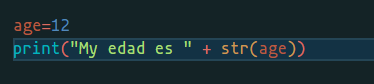 age=12
print("My edad es " + str(age))